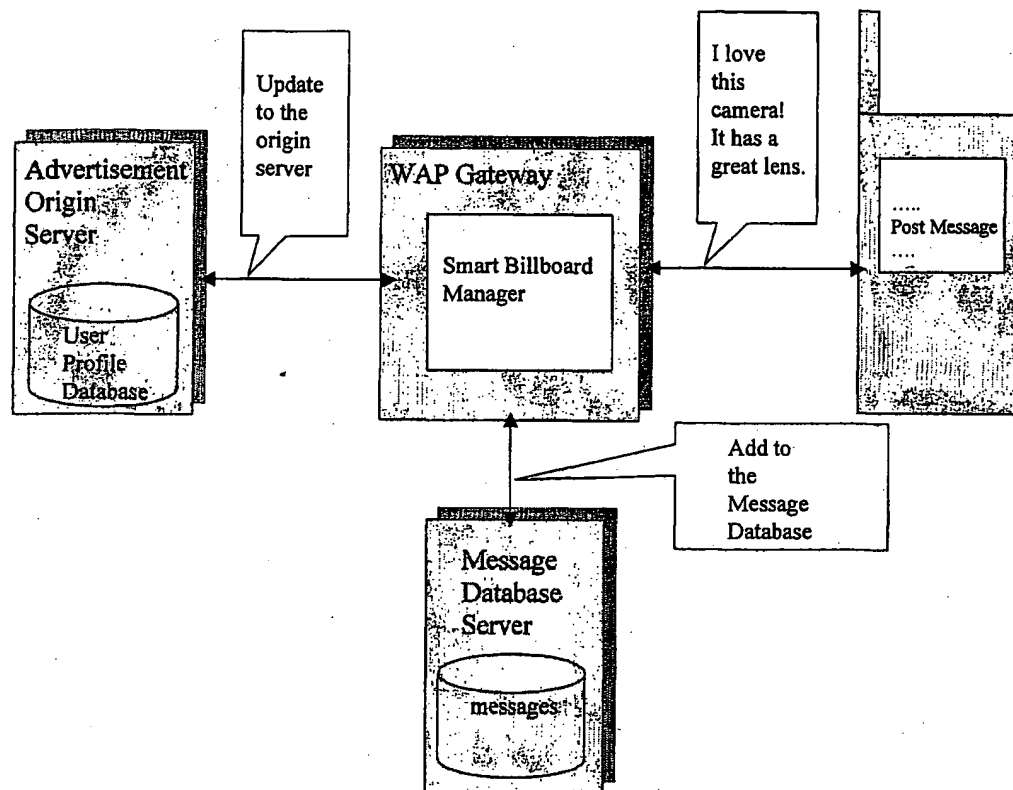 Update
to the
origin
server
I love
this
camera!
It has a
great lens.
Advertisement
Origin
Server
WAP Gateway
.....
Post Message
....
Smart Billboard
Manager
User
Profile
Database
Add to
the
Message
Database
Message
Database
Server
messages